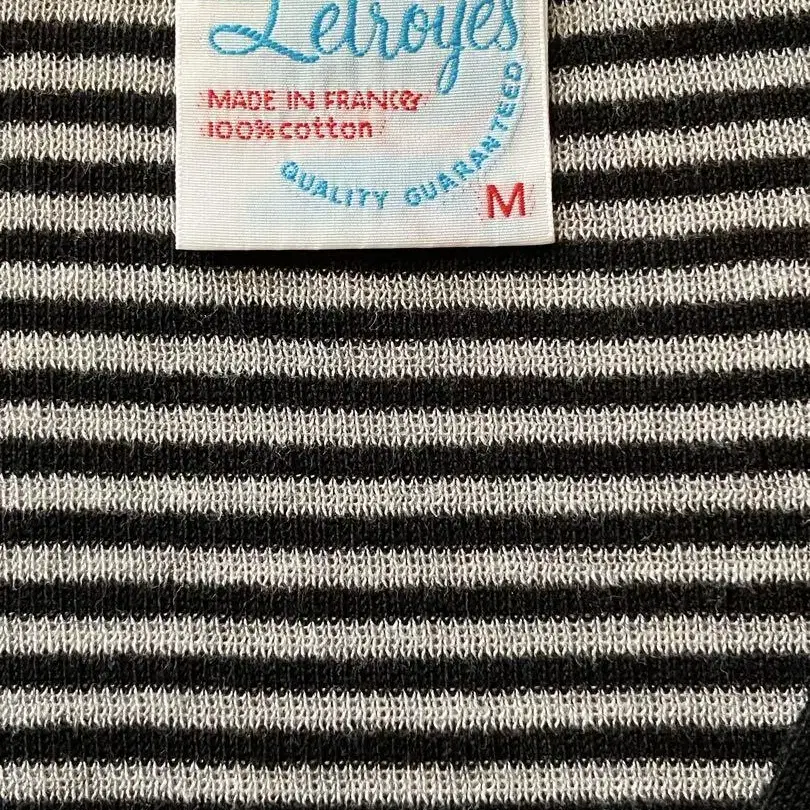 Letroyes
MADE IN FRANCE
100% cotton
QUALITY GUARANTEED
M